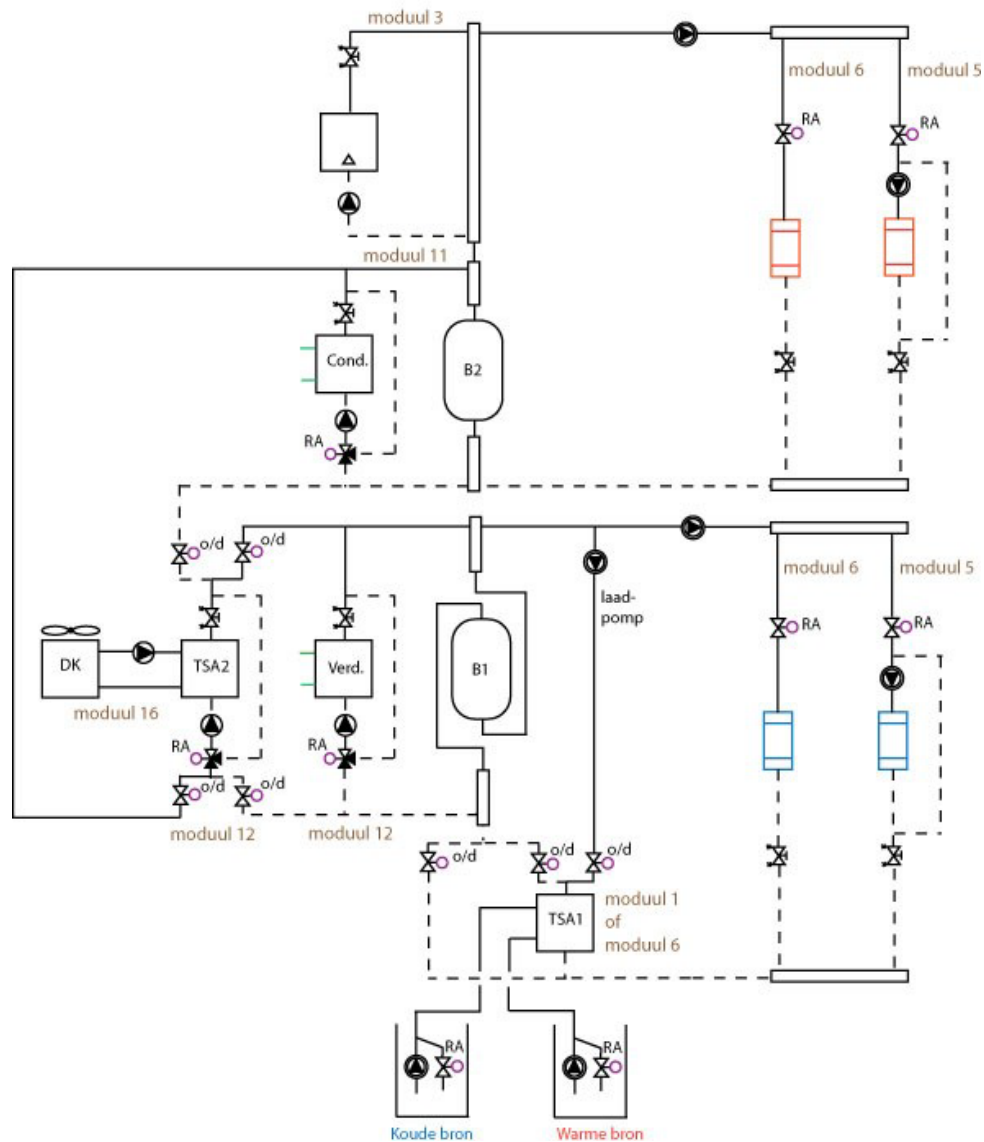 moduul 3
moduul 6
moduul 5
RA
RA
moduul 11
Cond.
B2
RA
o/d
o/d
moduul 6
moduul 5
laad-
pomp
RA
RA
DK
TSA2
Verd.
B1
moduul 16
RA
RA
o/d
o/d
moduul 12
moduul 12
o/d
o/d
o/d
TSA1
moduul 1
of
moduul 6
RA
RA
Koude bron
Warme bron